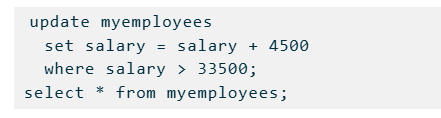 update myemployees
set salary = salary + 4500
where salary > 33500;
select * from myemployees;